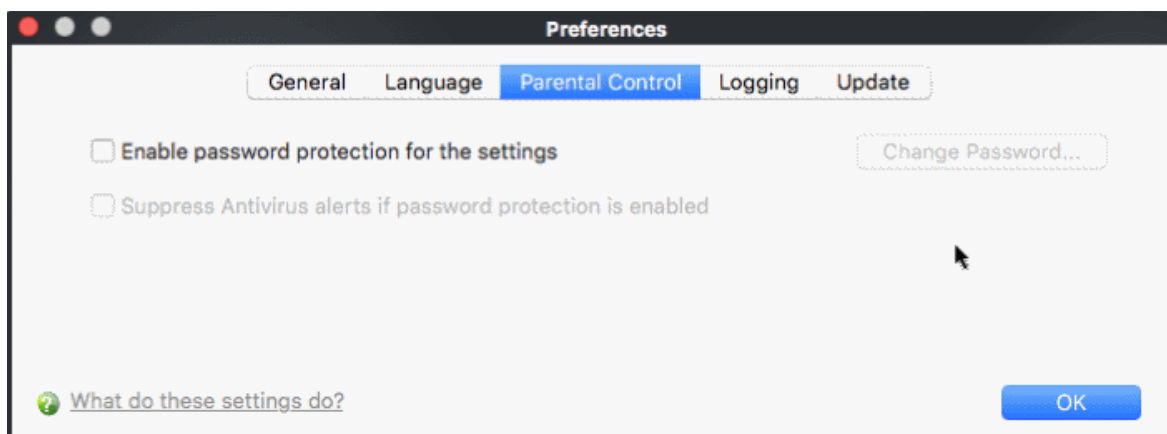 Preferences
General Language Parental Control Logging Update
Enable password protection for the settings Change Password...
Suppress Antivirus alerts if password protection is enabled
What do these settings do? OK